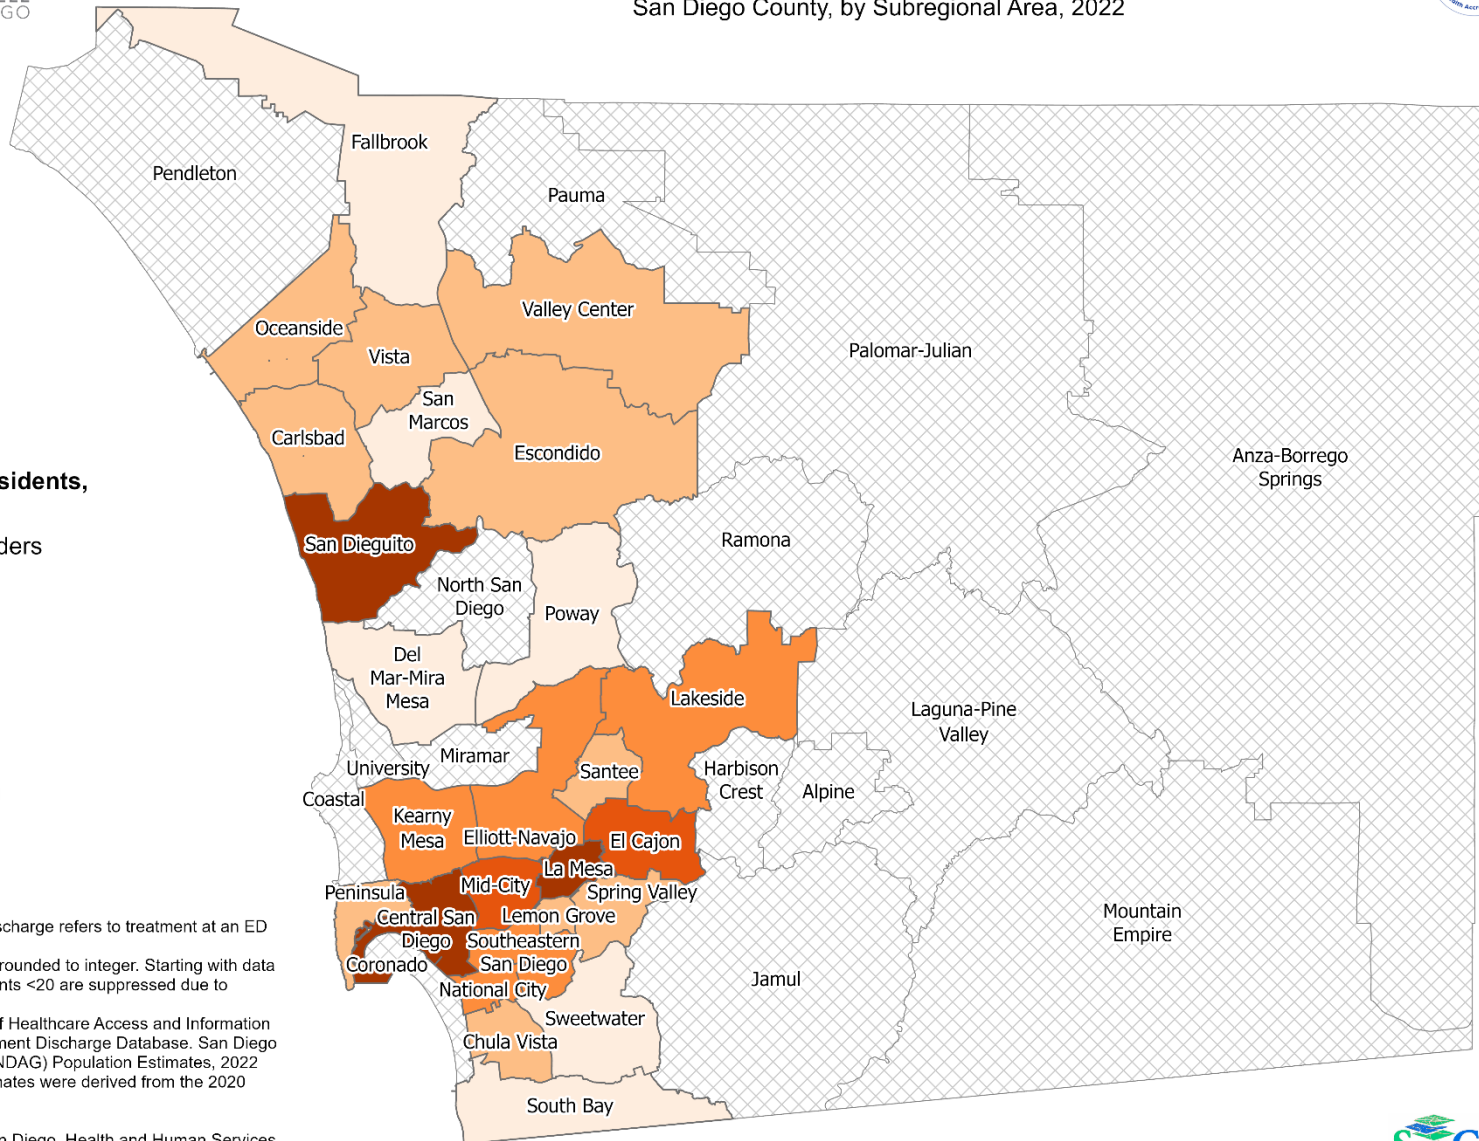 GO
San Diego County, by Subregional Area, 2022
Fallbrook
Pendleton
Pauma
Valley Center
Oceanside
Vista
Palomar-Julian
San
Marcos
Carlsbad
Escondido
Anza-Borrego
Springs
sidents,
ders
San Dieguito
Ramona
North San
Diego
Poway
Del
Mar-Mira
Mesa
Lakeside
Laguna-Pine
Valley
Miramar
University
Santee
Harbison
Crest
Alpine
Coastal
Kearny
Mesa
Elliott-Navajo
El Cajon
La Mesa
Mid-City
Peninsula
Spring Valley
Central San
Diego
Lemon Grove
Southeastern
San Diego
Coronado
National City
Jamul
Mountain
Empire
Sweetwater
Chula Vista
South Bay
scharge refers to treatment at an ED
rounded to integer. Starting with data
nts <20 are suppressed due to
f Healthcare Access and Information
ment Discharge Database. San Diego
NDAG) Population Estimates, 2022
mates were derived from the 2020
n Diego, Health and Human Services